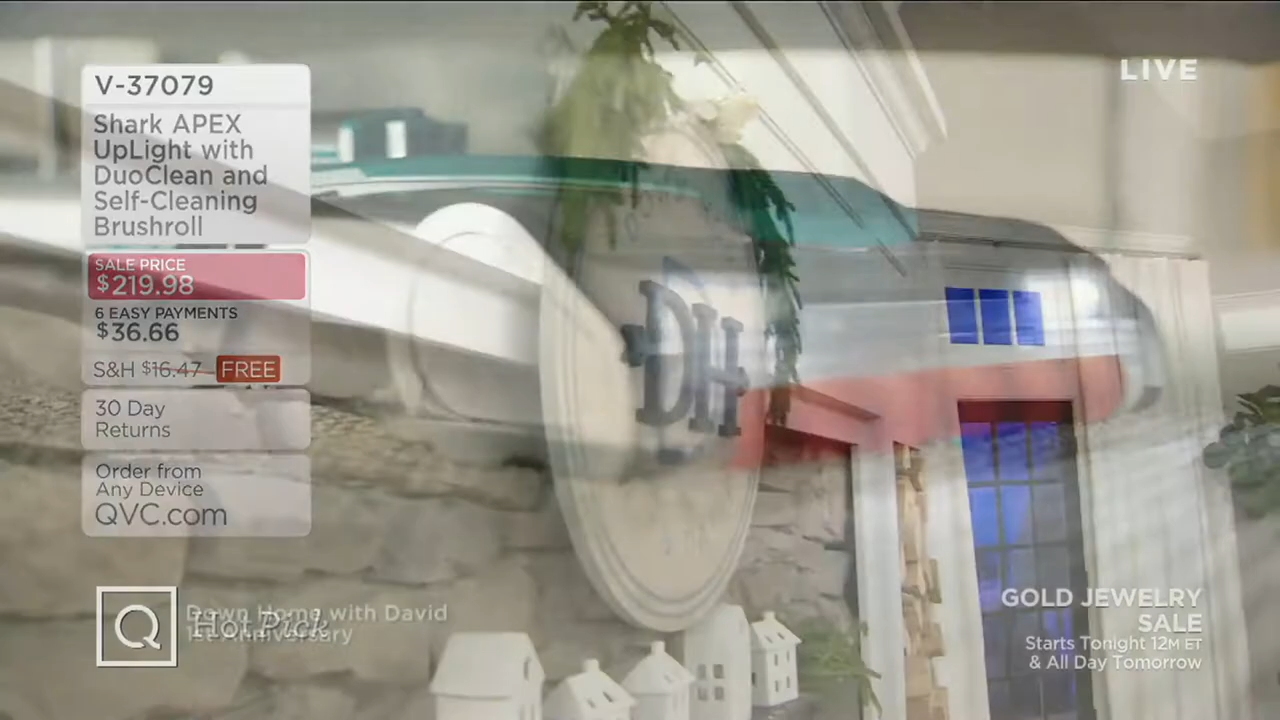 V-37079
Shark APEX
UpLight with
DuoClean and
Self-Cleaning
Brushroll
SALE PRICE
$219.98
6 EASY PAYMENTS
$36.66
S&H $16.47 FREE
30 Day
Returns
Order from
Any Device
QVC.com
Q
Down Home with David
Hot Pick
1st Anniversary
DH
LIVE
GOLD JEWELRY
SALE
Starts Tonight 12M ET
& All Day Tomorrow